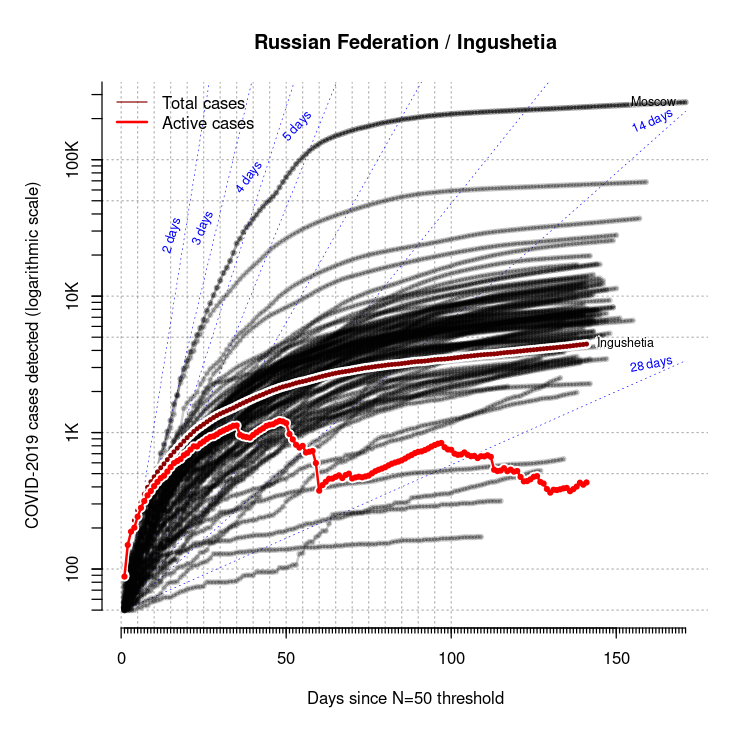 Russian Federation / Ingushetia
Total cases
Active cases
Moscow
14 days
5 days
4 days
3 days
2 days
Ingushetia
28 days
COVID-2019 cases detected (logarithmic scale)
100K
10K
1K
100
0
50
100
150
Days since N=50 threshold